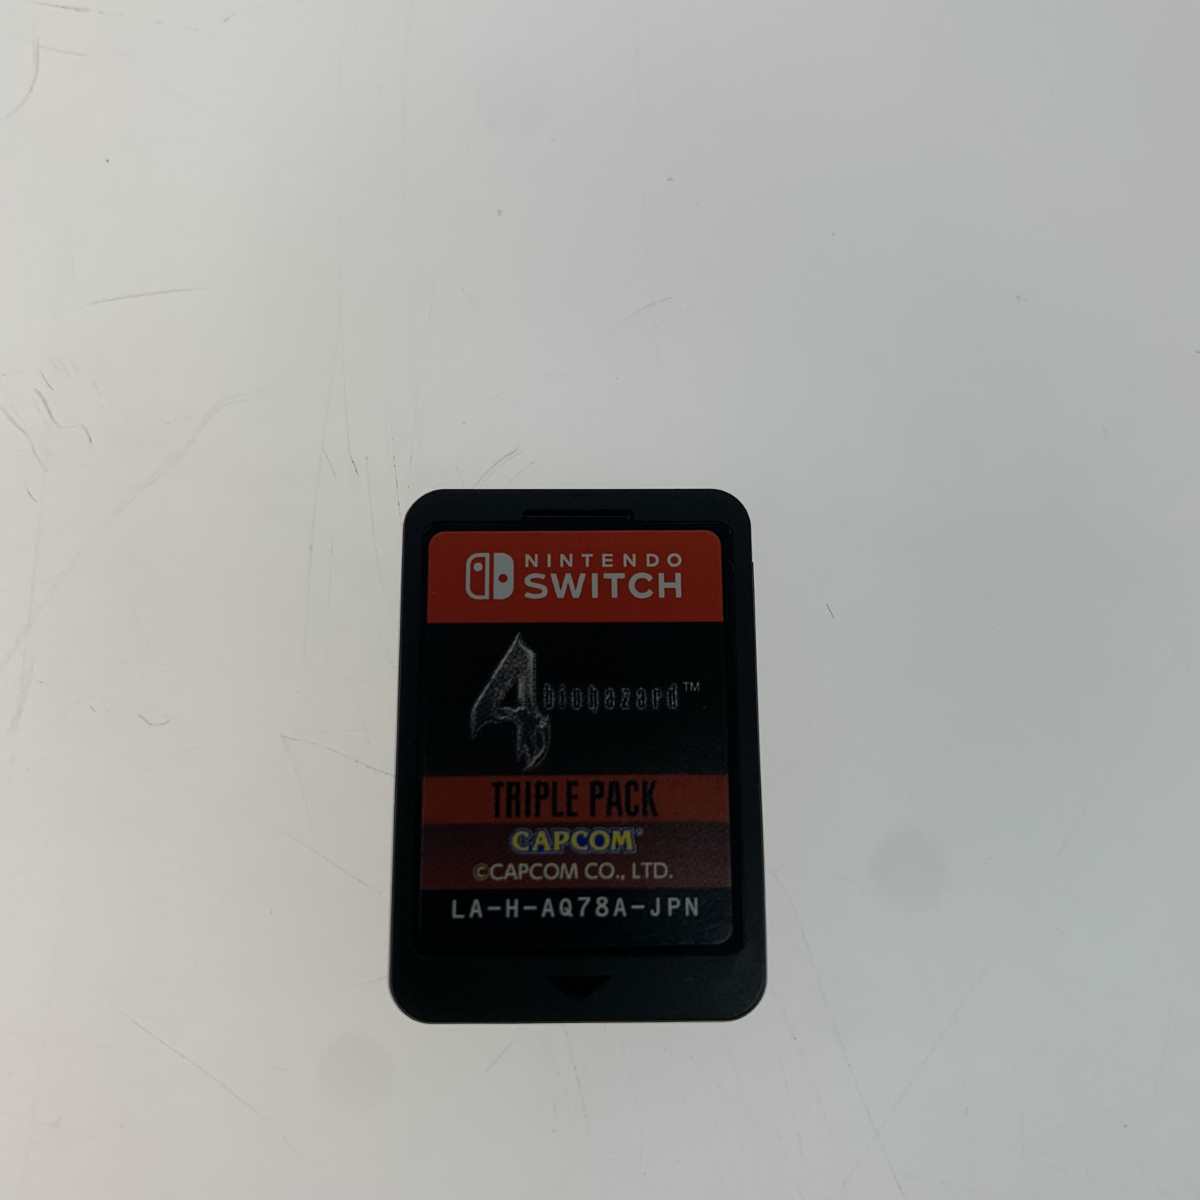 NINTENDO
SWITCH
4 biohazard™
TRIPLE PACK
CAPCOM®
©CAPCOM CO., LTD.
LA-H-AQ78A-JPN